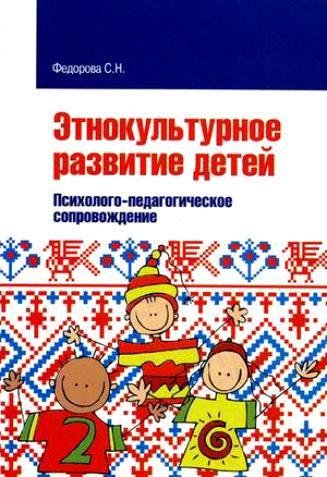 Федорова С.Н.
Этнокультурное
развитие детей
Психолого-педагогическое
сопровождение
2
6